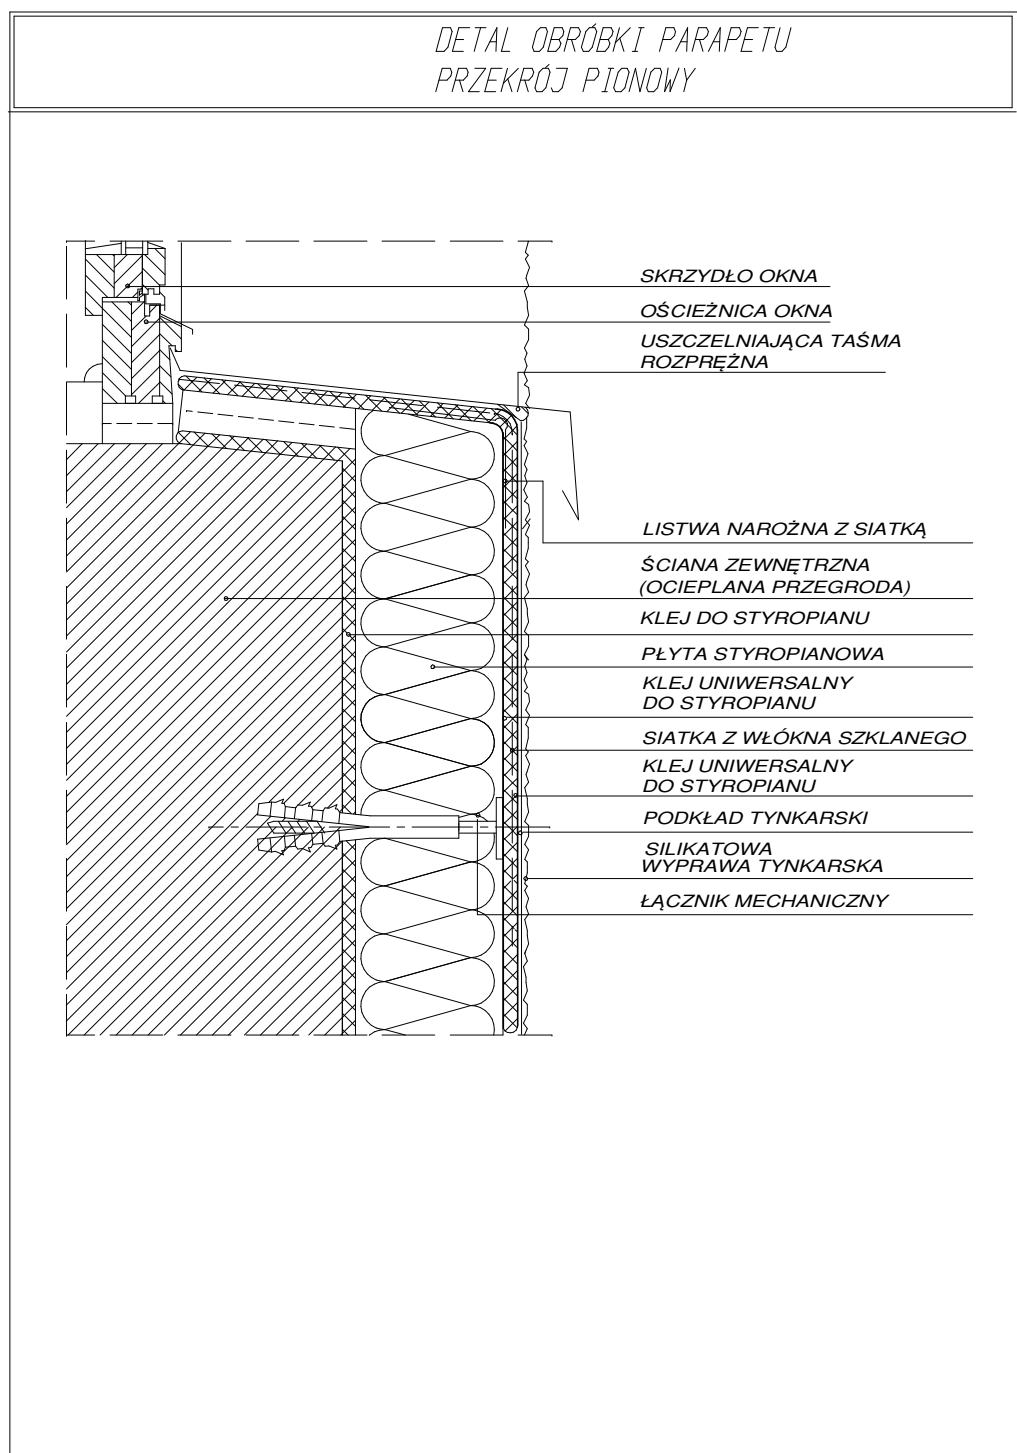 DETAL OBRÓBKI PARAPETU
PRZEKRÓJ PIONOWY
SKRZYDŁO OKNA
OŚCIEŻNICA OKNA
USZCZELNIAJĄCA TAŚMA
ROZPRĘŻNA
LISTWA NAROŻNA Z SIATKĄ
ŚCIANA ZEWNĘTRZNA
(OCIEPLANA PRZEGRODA)
KLEJ DO STYROPIANU
PŁYTA STYROPIANOWA
KLEJ UNIWERSALNY
DO STYROPIANU
SIATKA Z WŁÓKNA SZKLANEGO
KLEJ UNIWERSALNY
DO STYROPIANU
PODKŁAD TYNKARSKI
SILIKATOWA
WYPRAWA TYNKARSKA
ŁĄCZNIK MECHANICZNY